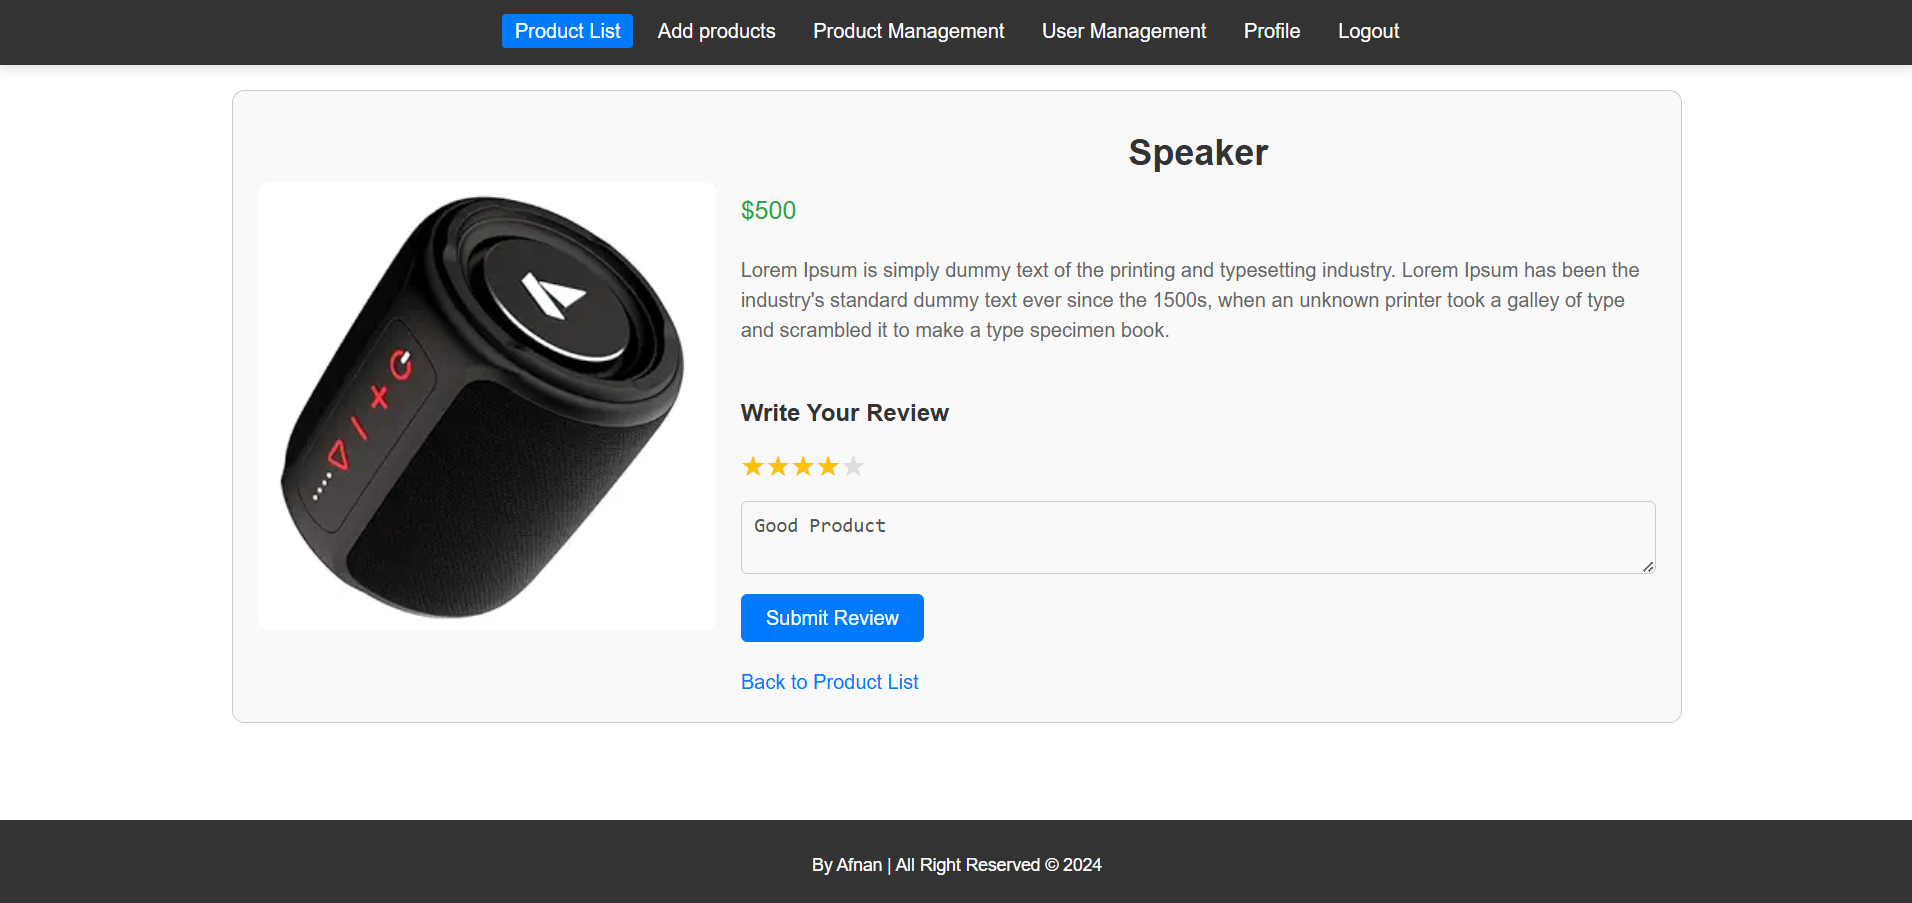 Product List Add products Product Management User Management Profile Logout
Speaker
$500
Lorem Ipsum is simply dummy text of the printing and typesetting industry. Lorem Ipsum has been the
industry's standard dummy text ever since the 1500s, when an unknown printer took a galley of type
and scrambled it to make a type specimen book.
Write Your Review
Good Product
Submit Review
Back to Product List
By Afnan | All Right Reserved © 2024